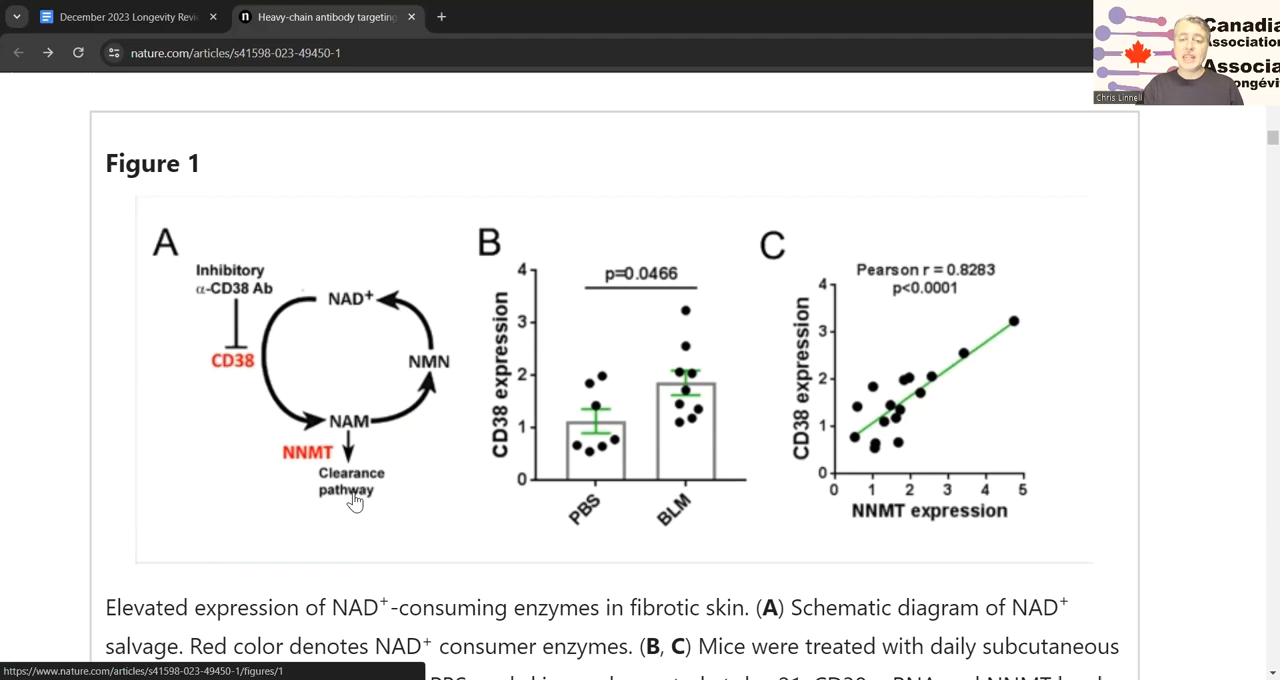 December 2023 Longevity Revi
Heavy-chain antibody targeting
nature.com/articles/s41598-023-49450-1
Canadia
Association
Associa
ongévi
Chris Linnell
Figure 1
A
Inhibitory
α-CD38 Ab
NAD+
CD38
NMN
NAM
NNMT
Clearance
pathway
B
p=0.0466
CD38 expression
4
3
2
1
0
PBS
BLM
C
Pearson r = 0.8283
p<0.0001
CD38 expression
4
3
2
1
0
0 1 2 3 4 5
NNMT expression
Elevated expression of NAD+-consuming enzymes in fibrotic skin. (A) Schematic diagram of NAD+
salvage. Red color denotes NAD+ consumer enzymes. (B, C) Mice were treated with daily subcutaneous
https://www.nature.com/articles/s41598-023-49450-1/figures/1